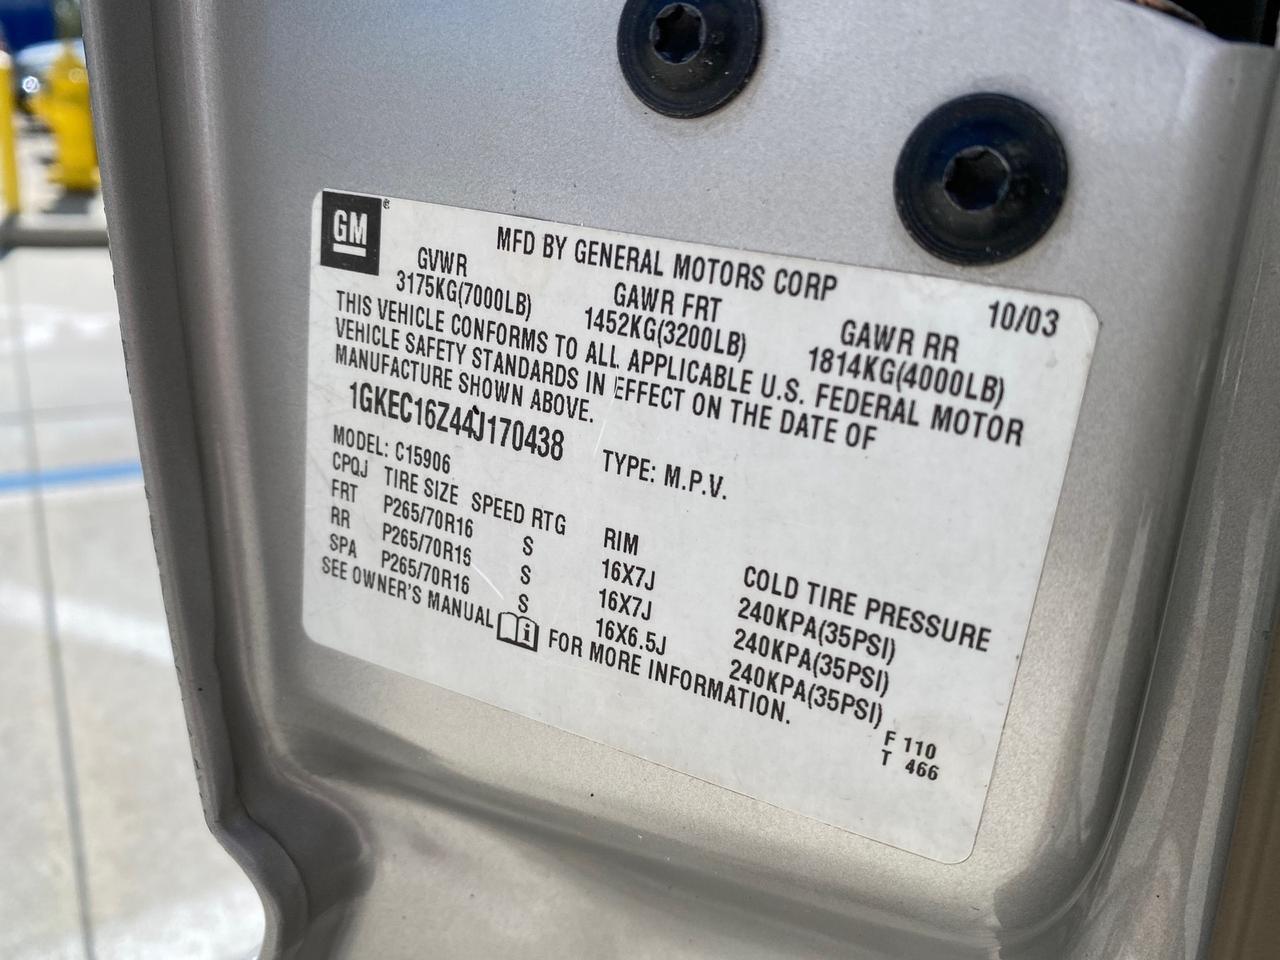 GM
MFD BY GENERAL MOTORS CORP
10/03
GVWR GAWR FRT GAWR RR
3175KG(7000LB) 1452KG(3200LB) 1814KG(4000LB)
THIS VEHICLE CONFORMS TO ALL APPLICABLE U.S. FEDERAL MOTOR
VEHICLE SAFETY STANDARDS IN EFFECT ON THE DATE OF
MANUFACTURE SHOWN ABOVE.
1GKEC16Z44J170438 TYPE: M.P.V.
MODEL: C15906
CPQJ TIRE SIZE SPEED RTG RIM COLD TIRE PRESSURE
FRT P265/70R16 S 16X7J 240KPA(35PSI)
RR P265/70R16 S 16X7J 240KPA(35PSI)
SPA P265/70R16 S 16X6.5J 240KPA(35PSI)
SEE OWNER'S MANUAL FOR MORE INFORMATION.
F 110
T 466